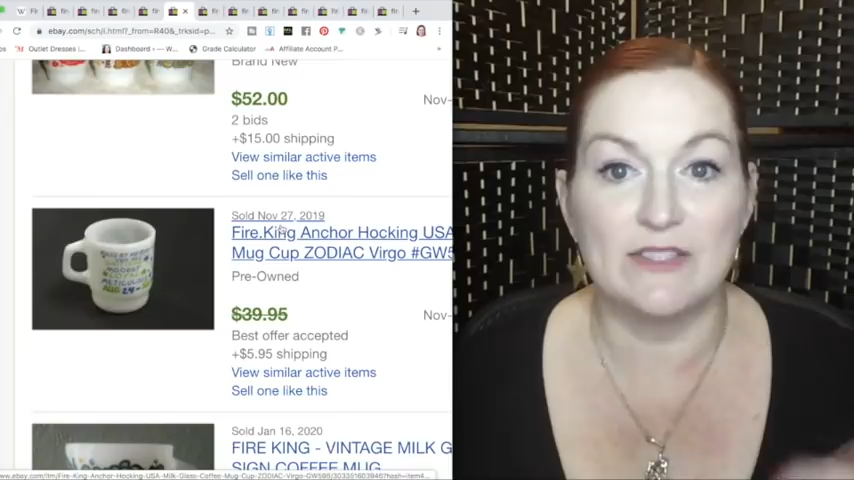 Fir
ebay.com/sch/i.html?_from=R40&_trksid=p...
Outlet Dresses |...
Dashboard ‹ — W...
Grade Calculator
Affiliate Account P...
Brand New
$52.00
Nov-
2 bids
+$15.00 shipping
View similar active items
Sell one like this
Sold Nov 27, 2019
Fire.King Anchor Hocking USA
Mug Cup ZODIAC Virgo #GW5
Pre-Owned
$39.95
Nov-
Best offer accepted
+$5.95 shipping
View similar active items
Sell one like this
Sold Jan 16, 2020
FIRE KING - VINTAGE MILK G
SIGN COFFEE MUG
METICULOUS
AUG 24